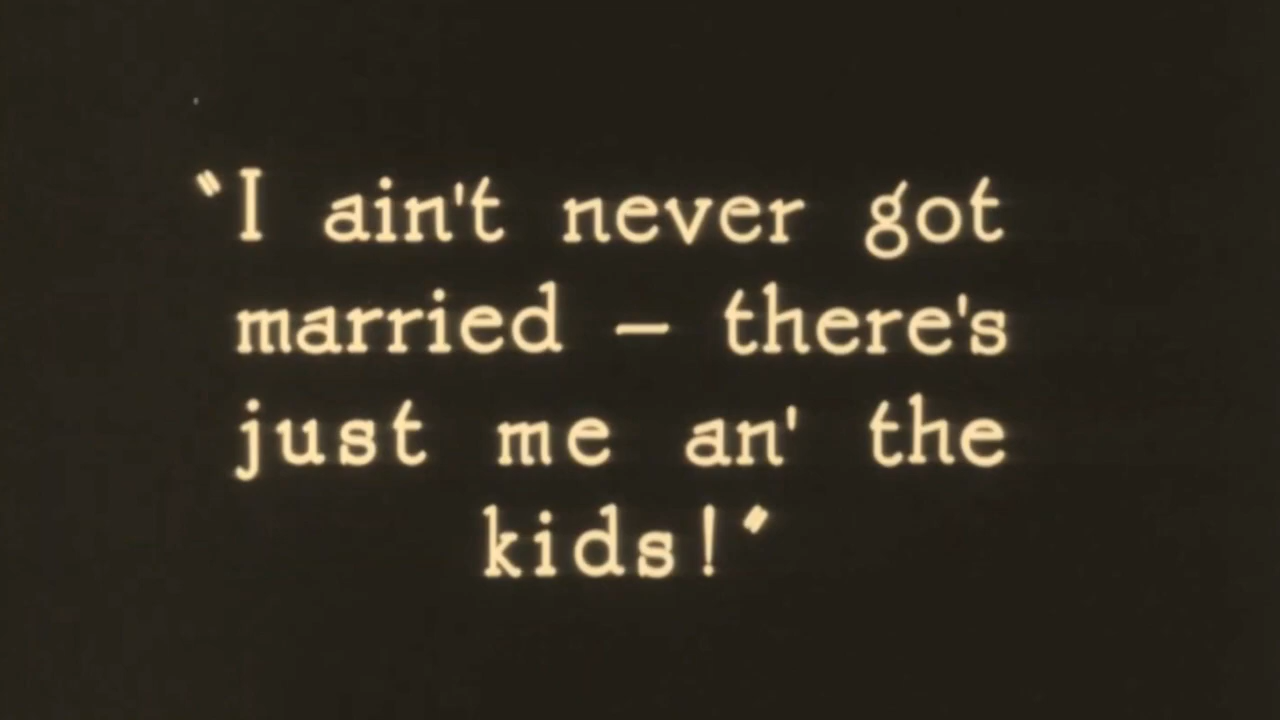 "I ain't never got
married – there's
just me an' the
kids!"